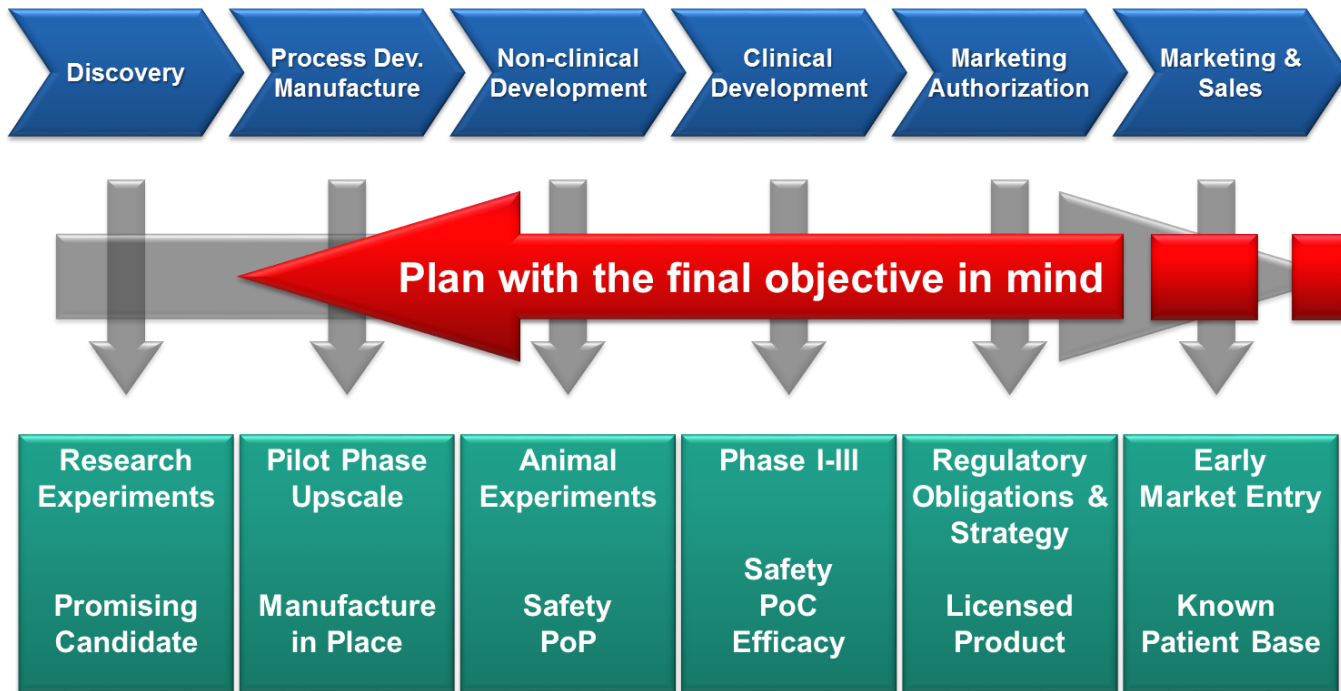 Discovery
Process Dev.
Manufacture
Non-clinical
Development
Clinical
Development
Marketing
Authorization
Marketing &
Sales
Plan with the final objective in mind
Research
Experiments
Promising
Candidate
Pilot Phase
Upscale
Manufacture
in Place
Animal
Experiments
Safety
PoP
Phase I-III
Safety
PoC
Efficacy
Regulatory
Obligations &
Strategy
Licensed
Product
Early
Market Entry
Known
Patient Base